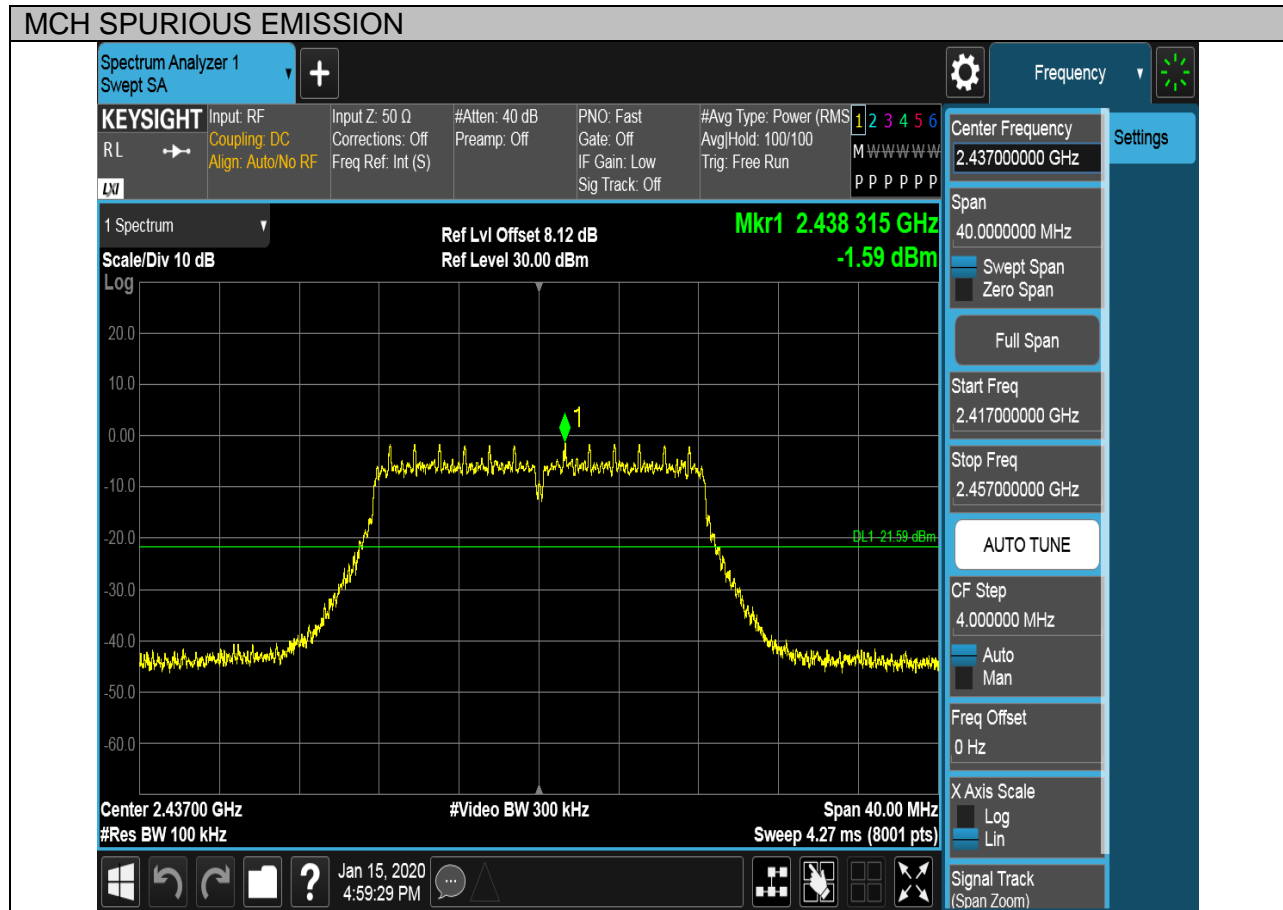 MCH SPURIOUS EMISSION
Spectrum Analyzer 1
Swept SA
+
Frequency
KEYSIGHT
RL
LXI
Input: RF
Coupling: DC
Align: Auto/No RF
Input Z: 50 Ω
Corrections: Off
Freq Ref: Int (S)
#Atten: 40 dB
Preamp: Off
PNO: Fast
Gate: Off
IF Gain: Low
Sig Track: Off
#Avg Type: Power (RMS
Avg|Hold: 100/100
Trig: Free Run
1 2 3 4 5 6
M W W W W W
P P P P P P
1 Spectrum
Scale/Div 10 dB
Log
Ref Lvl Offset 8.12 dB
Ref Level 30.00 dBm
Mkr1 2.438 315 GHz
-1.59 dBm
20.0
10.0
0.00
-10.0
-20.0
-30.0
-40.0
-50.0
-60.0
1
DL1 21.59 dBm
Center 2.43700 GHz
#Res BW 100 kHz
#Video BW 300 kHz
Span 40.00 MHz
Sweep 4.27 ms (8001 pts)
Jan 15, 2020
4:59:29 PM
?
Center Frequency
2.437000000 GHz
Settings
Span
40.0000000 MHz
Swept Span
Zero Span
Full Span
Start Freq
2.417000000 GHz
Stop Freq
2.457000000 GHz
AUTO TUNE
CF Step
4.000000 MHz
Auto
Man
Freq Offset
0 Hz
X Axis Scale
Log
Lin
Signal Track
(Span Zoom)